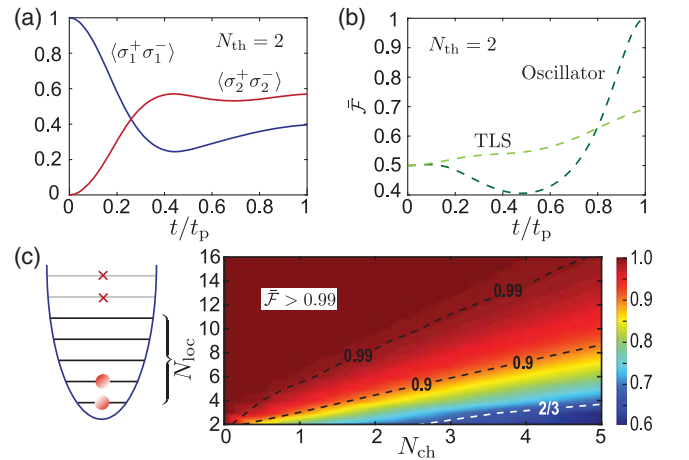 (a)
1
0.8
0.6
0.4
0.2
0
0 0.2 0.4 0.6 0.8 1
t/t_p
N_th = 2
⟨σ₁⁺σ₁⁻⟩
⟨σ₂⁺σ₂⁻⟩
(b)
1
0.9
0.8
0.7
0.6
0.5
0.4
0 0.2 0.4 0.6 0.8 1
t/t_p
F̄
N_th = 2
Oscillator
TLS
(c)
N_loc
16
14
12
10
8
6
4
2
0 1 2 3 4 5
N_ch
F̄ > 0.99
0.99
0.99
0.9
0.9
2/3
1.0
0.9
0.8
0.7
0.6